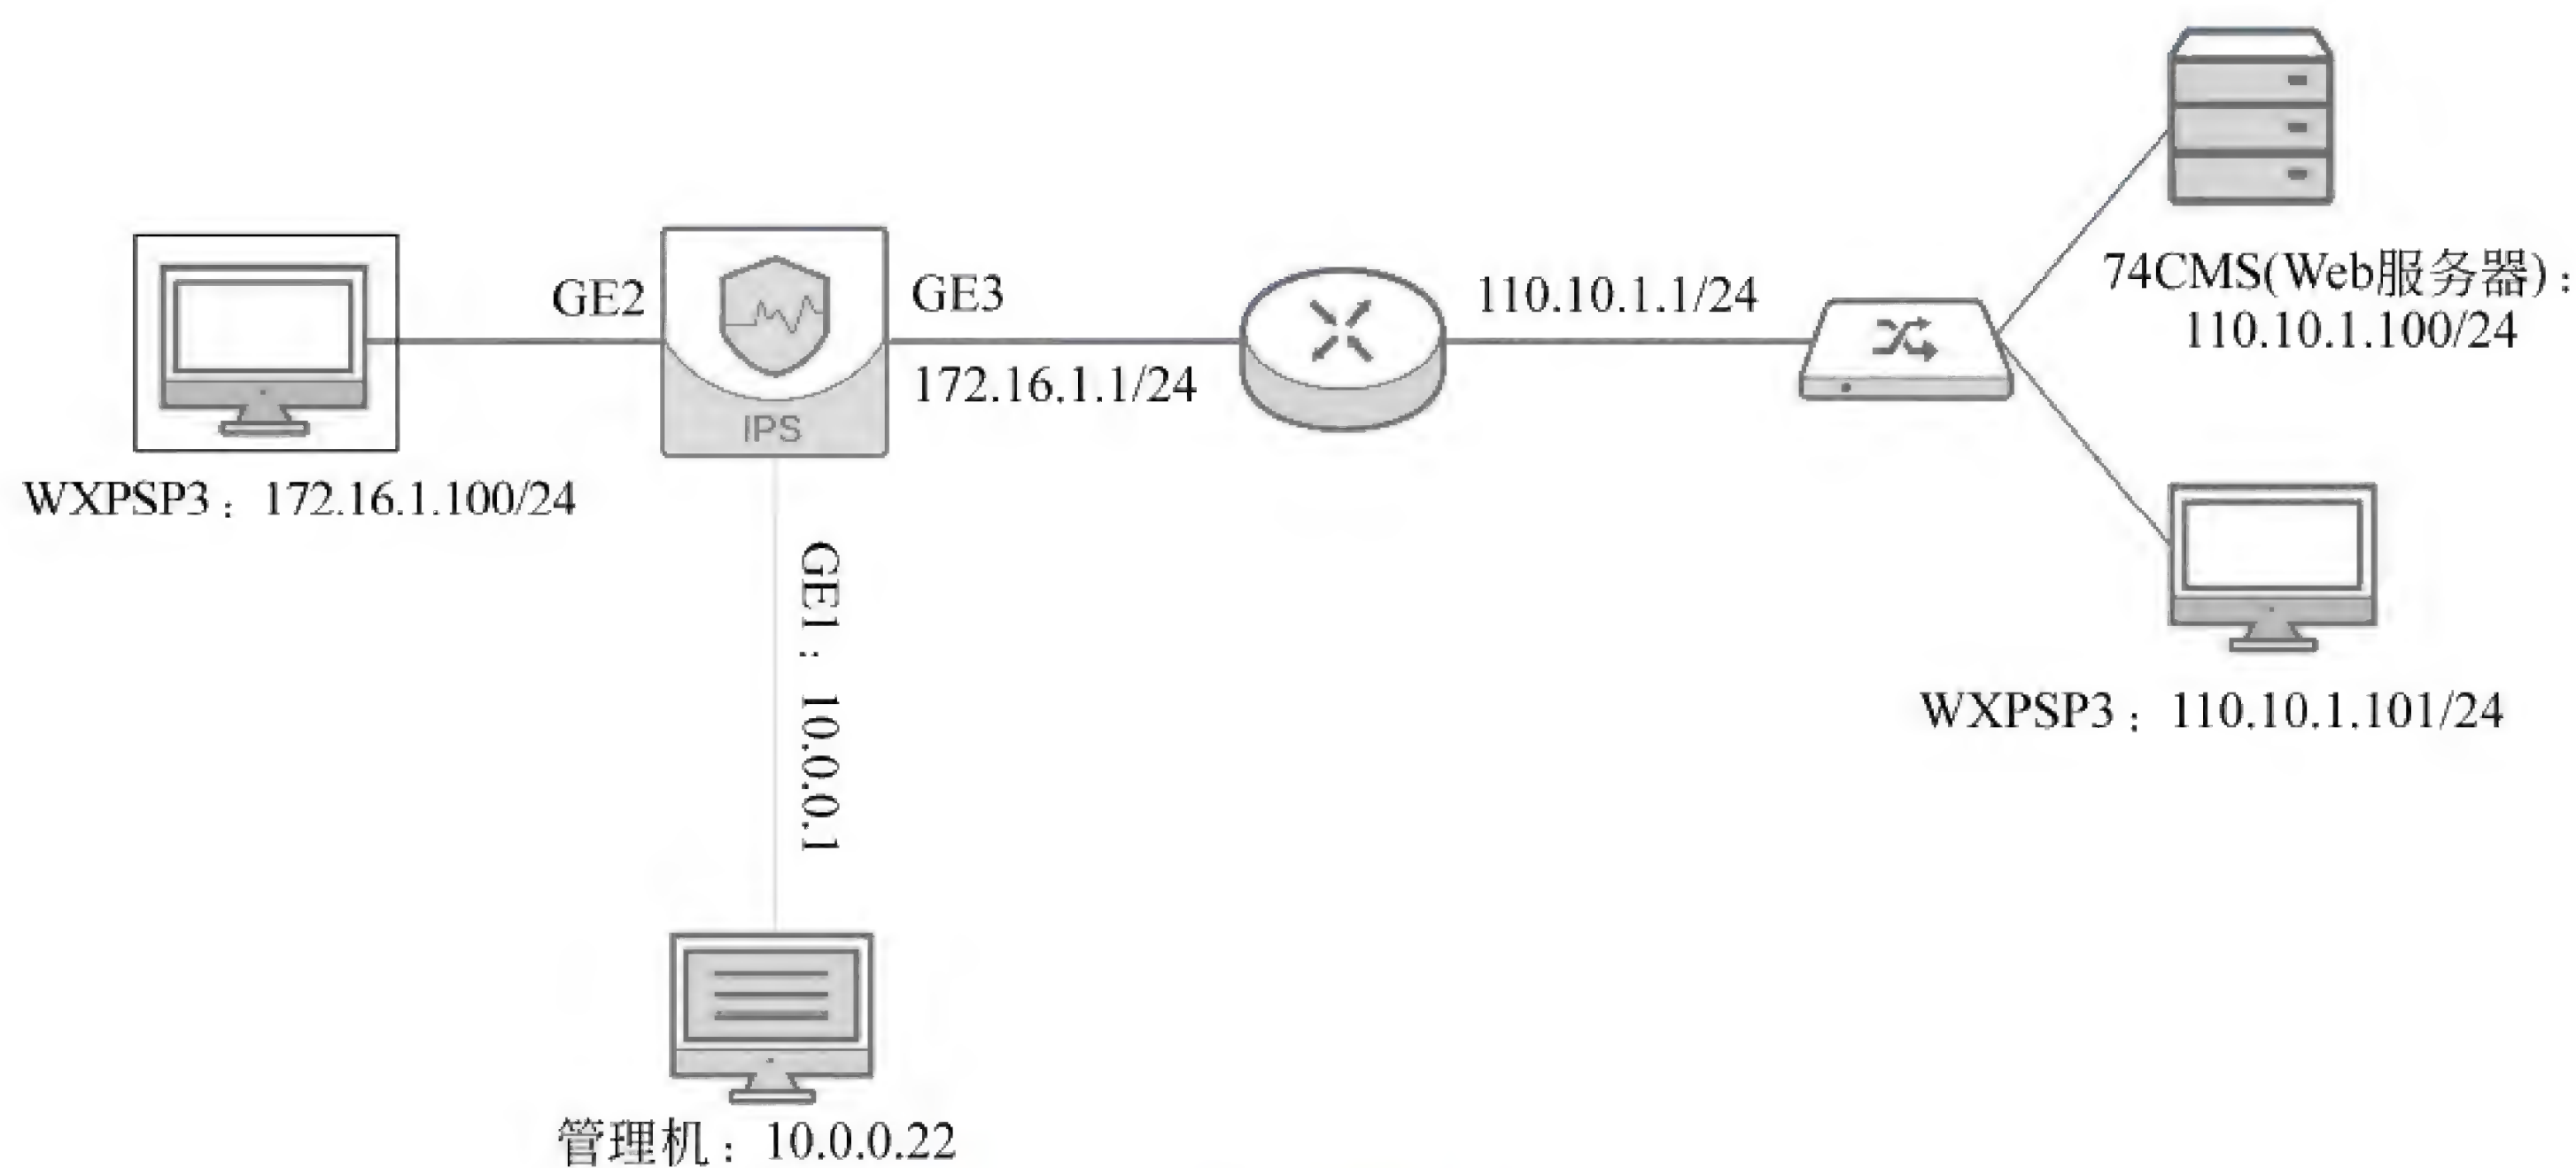 74CMS(Web服务器)：
110.10.1.100/24
GE2
GE3
110.10.1.1/24
172.16.1.1/24
IPS
WXPSP3：172.16.1.100/24
GE1：10.0.0.1
WXPSP3：110.10.1.101/24
管理机：10.0.0.22